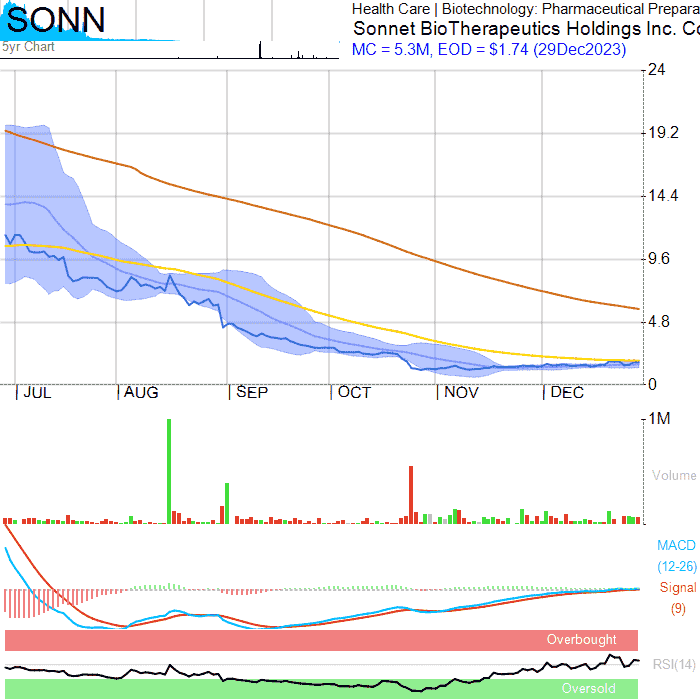 SONN
Health Care | Biotechnology: Pharmaceutical Prepara
Sonnet BioTherapeutics Holdings Inc. Co
5yr Chart
MC = 5.3M, EOD = $1.74 (29Dec2023)
24
19.2
14.4
9.6
4.8
0
JUL
AUG
SEP
OCT
NOV
DEC
1M
Volume
MACD
(12-26)
Signal
(9)
Overbought
RSI(14)
Oversold